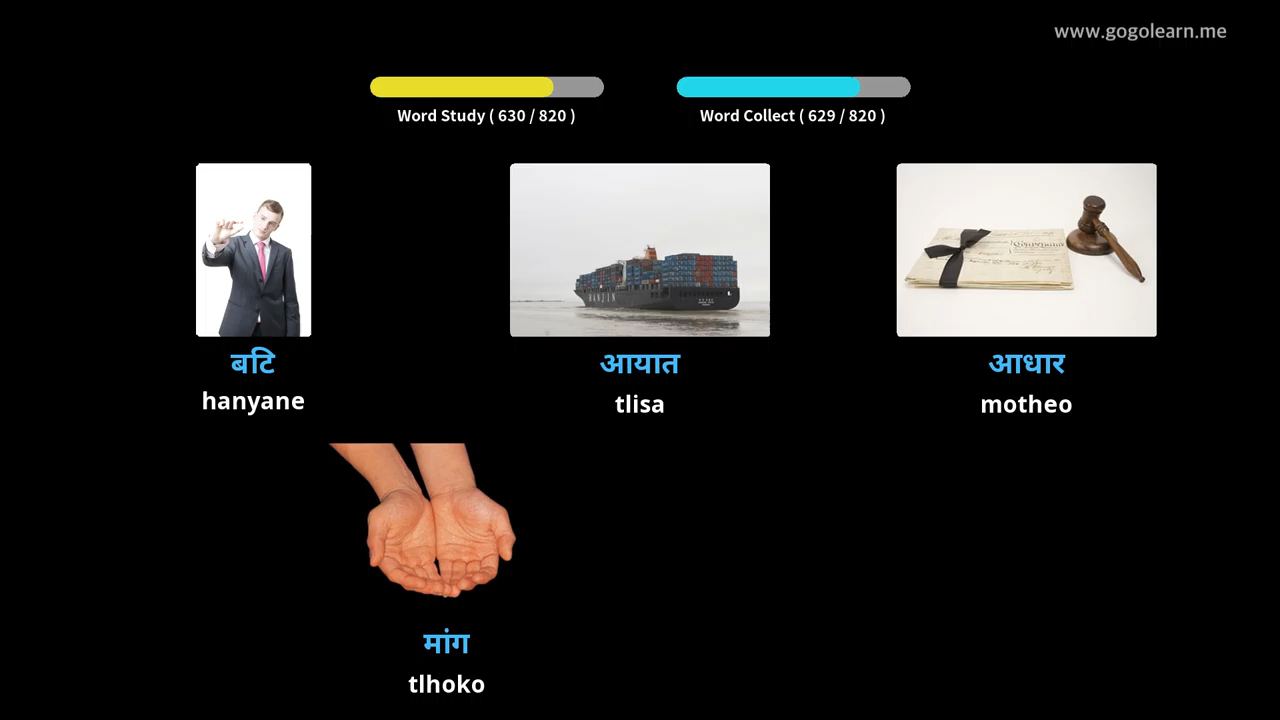 www.gogolearn.me
Word Study ( 630 / 820 )
Word Collect ( 629 / 820 )
बटि
hanyane
आयात
tlisa
आधार
motheo
मांग
tlhoko